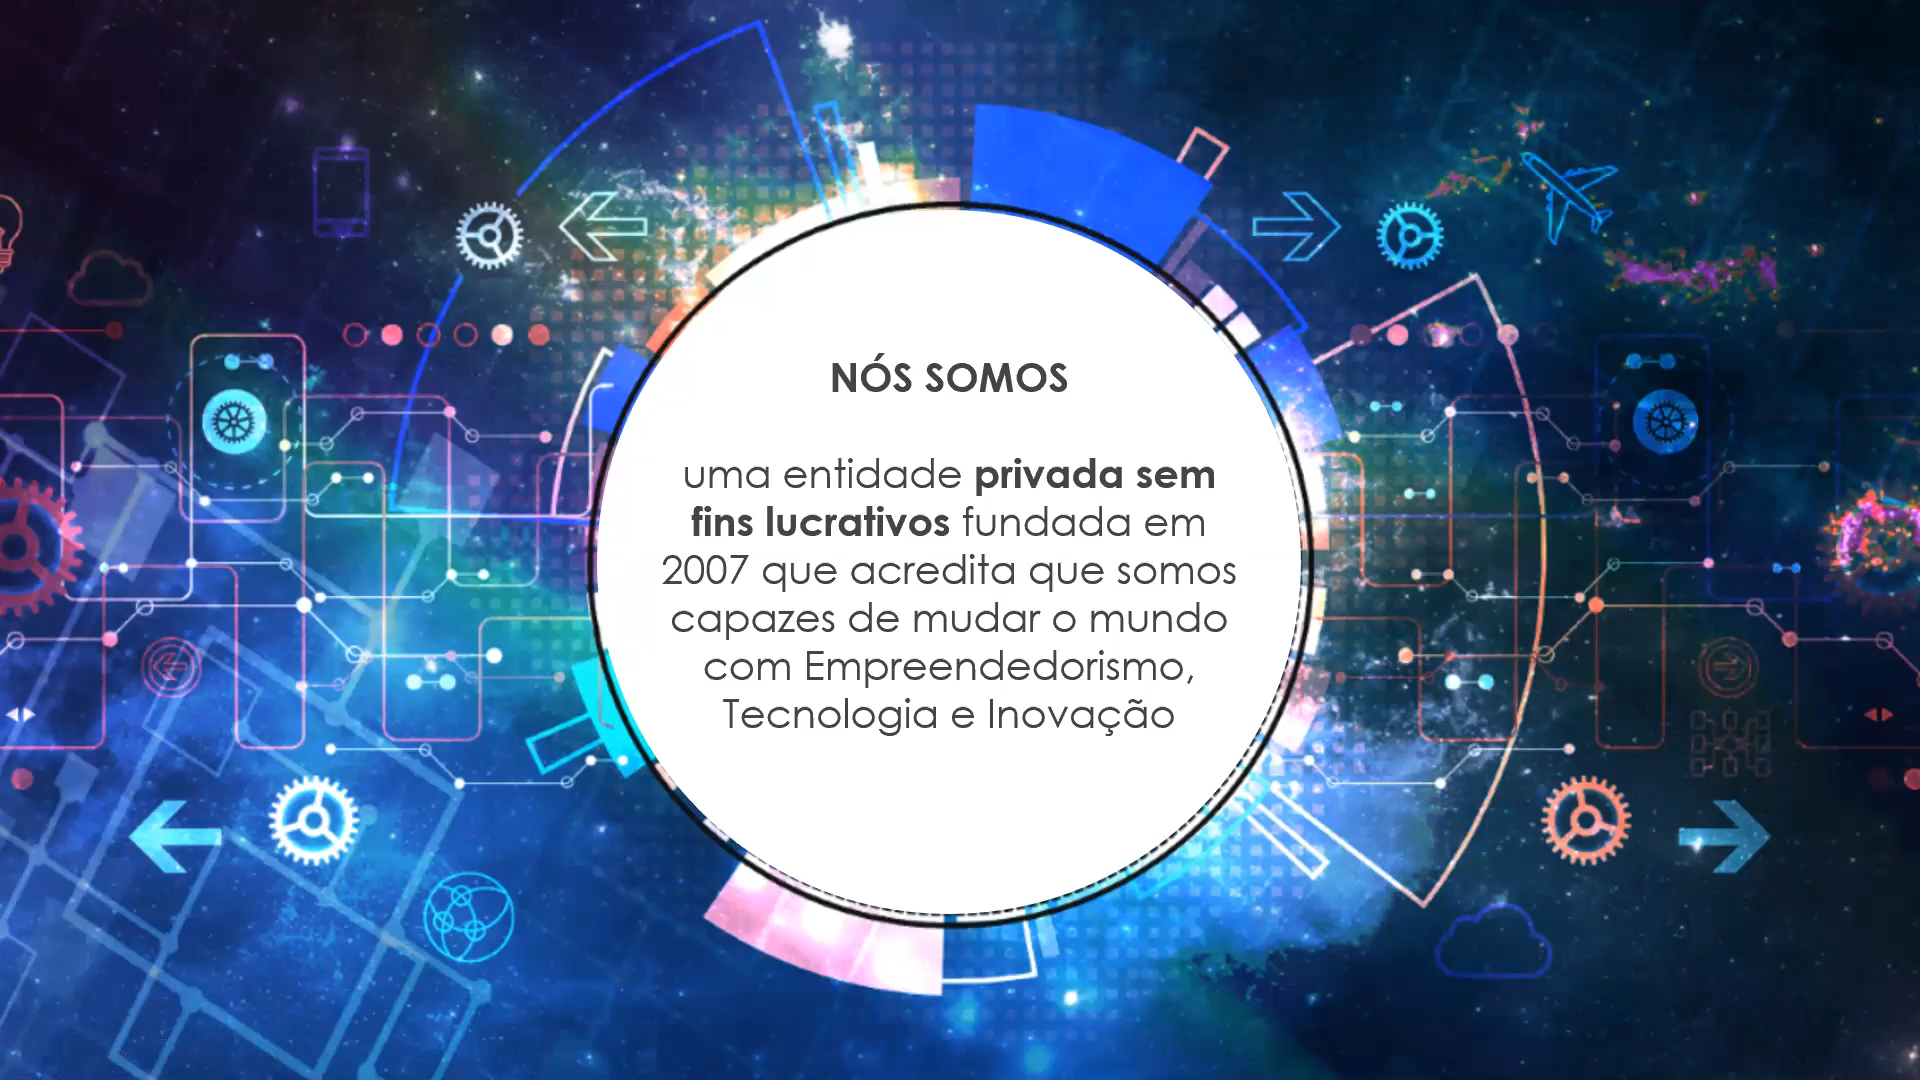 NÓS SOMOS
uma entidade privada sem
fins lucrativos fundada em
2007 que acredita que somos
capazes de mudar o mundo
com Empreendedorismo,
Tecnologia e Inovação